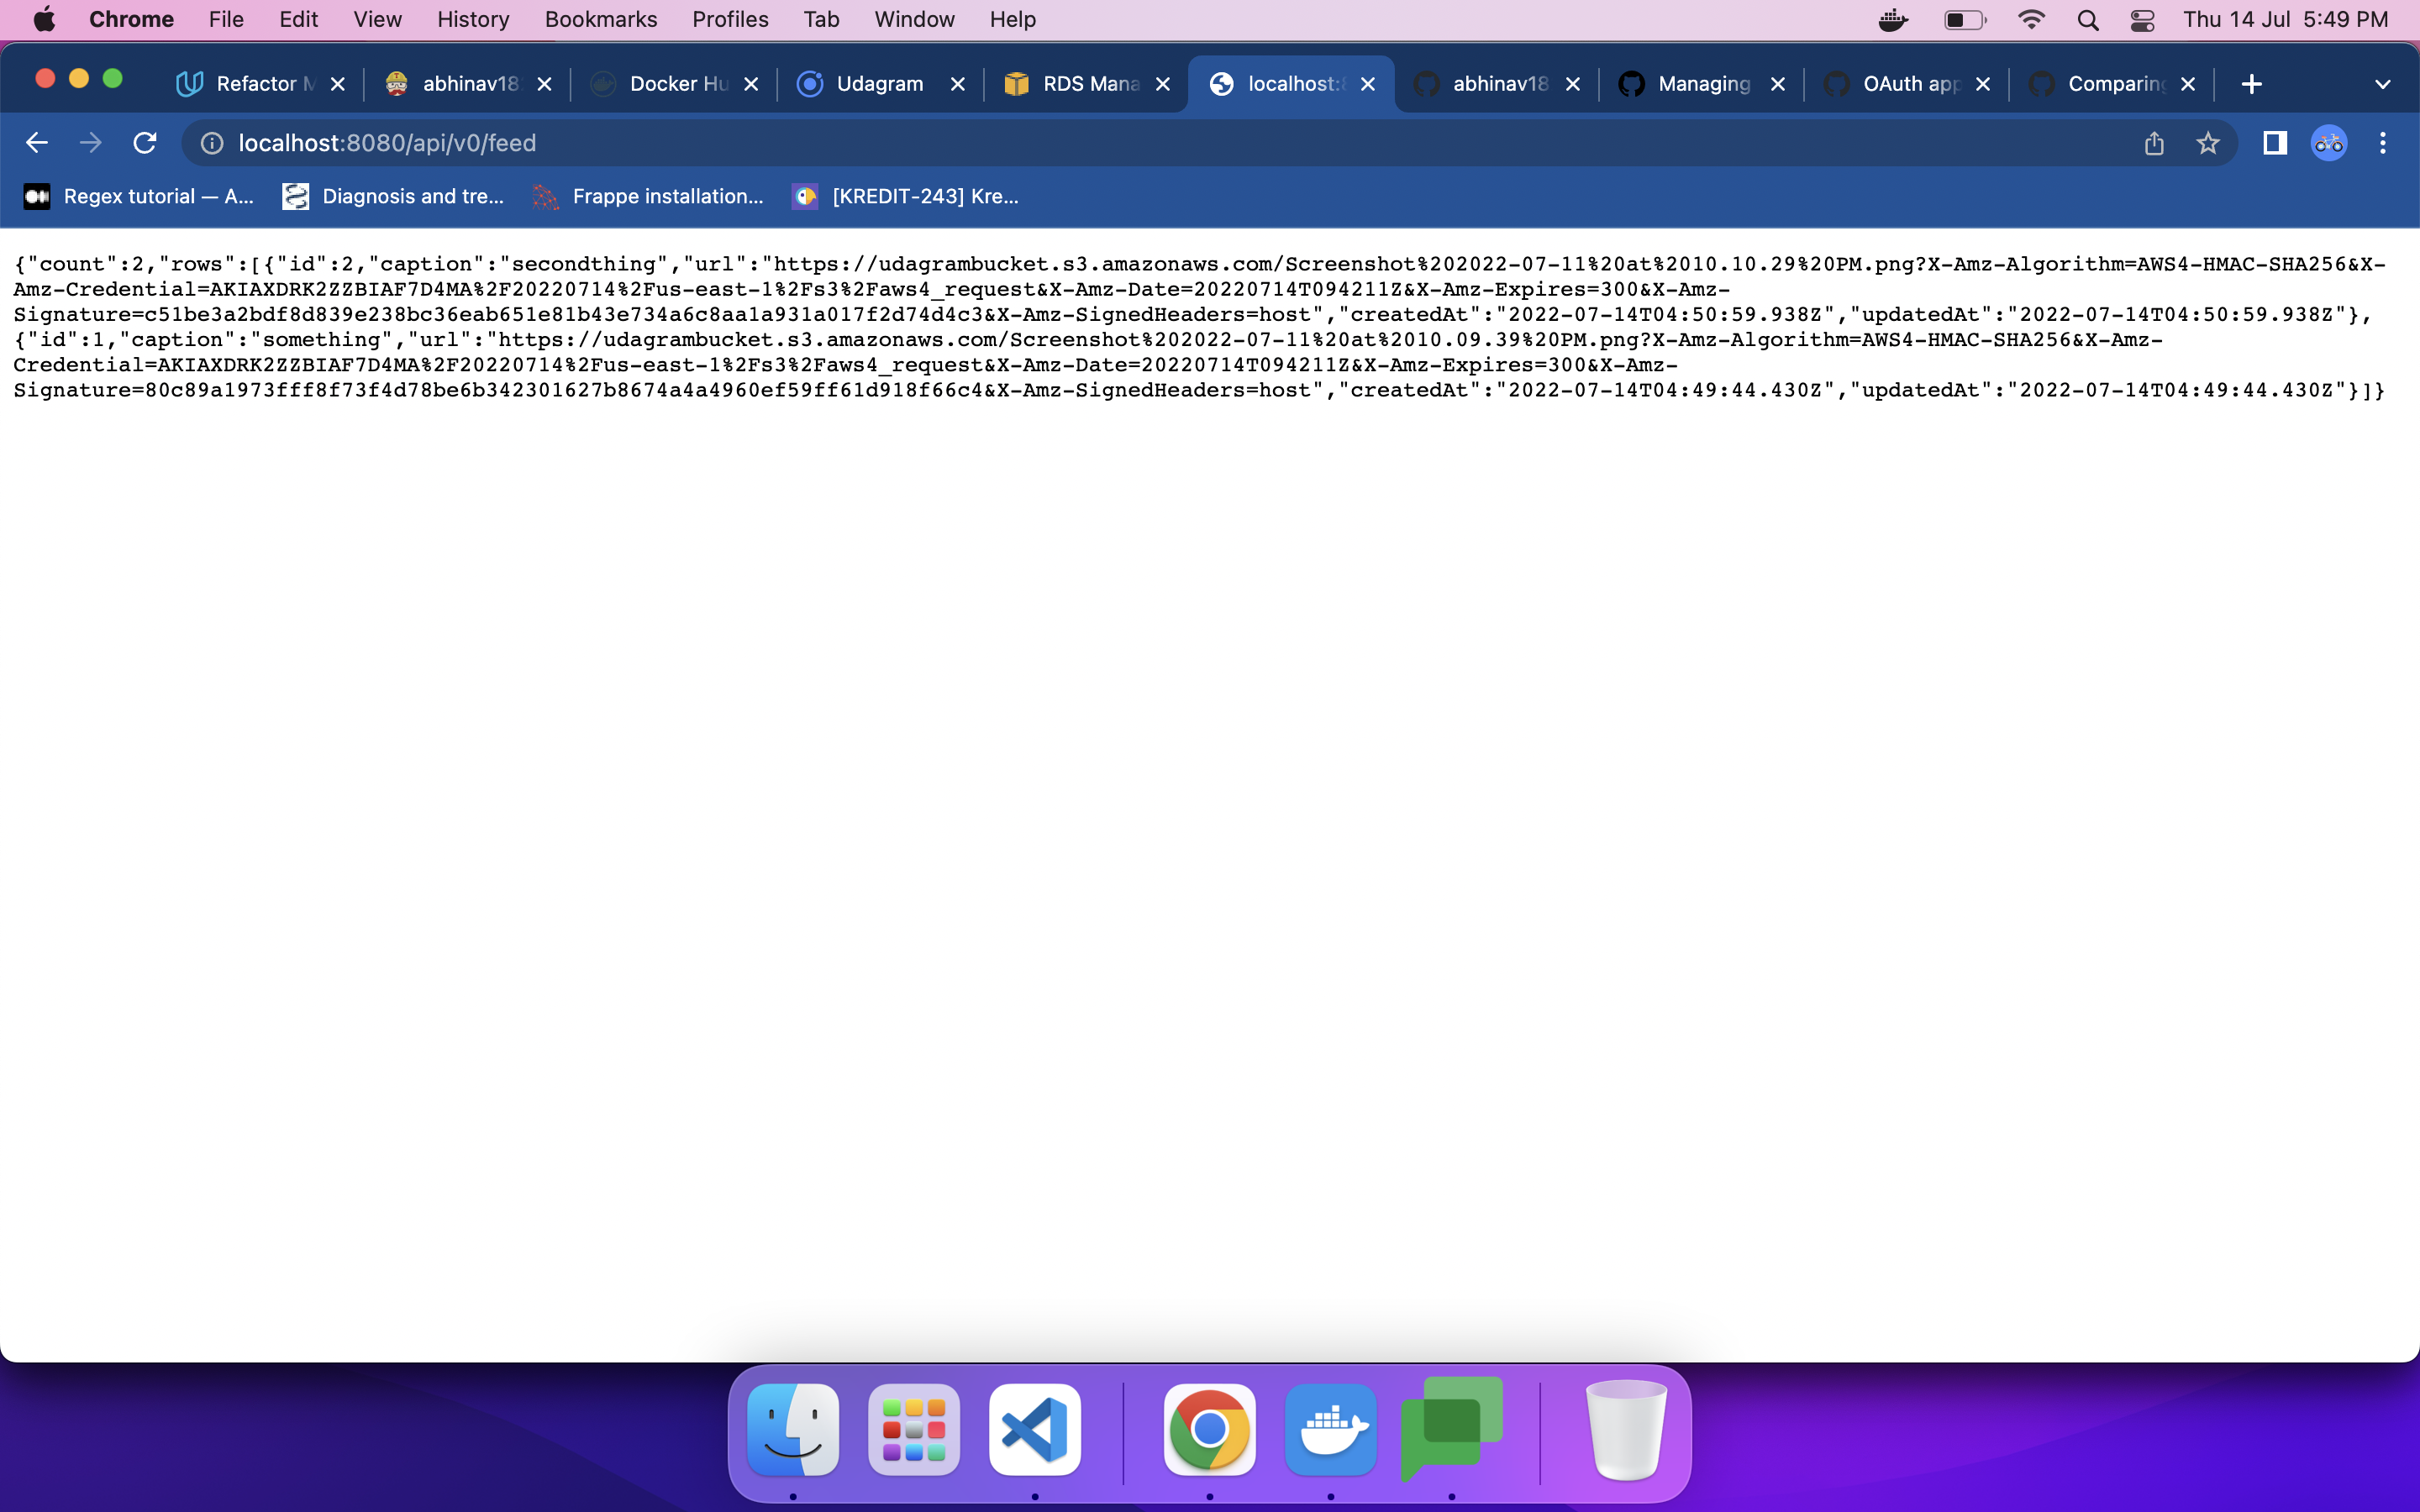 Chrome File Edit View History Bookmarks Profiles Tab Window Help Thu 14 Jul 5:49 PM
Refactor M abhinav18 Docker Hu Udagram RDS Mana localhost:8 abhinav18 Managing OAuth app Comparing
localhost:8080/api/v0/feed
Regex tutorial — A... Diagnosis and tre... Frappe installation... [KREDIT-243] Kre...
{"count":2,"rows":[{"id":2,"caption":"secondthing","url":"https://udagrambucket.s3.amazonaws.com/Screenshot%202022-07-11%20at%2010.10.29%20PM.png?X-Amz-Algorithm=AWS4-HMAC-SHA256&X-
Amz-Credential=AKIAXDRK2ZZBIAF7D4MA%2F20220714%2Fus-east-1%2Fs3%2Faws4_request&X-Amz-Date=20220714T094211Z&X-Amz-Expires=300&X-Amz-
Signature=c51be3a2bdf8d839e238bc36eab651e81b43e734a6c8aa1a931a017f2d74d4c3&X-Amz-SignedHeaders=host","createdAt":"2022-07-14T04:50:59.938Z","updatedAt":"2022-07-14T04:50:59.938Z"},
{"id":1,"caption":"something","url":"https://udagrambucket.s3.amazonaws.com/Screenshot%202022-07-11%20at%2010.09.39%20PM.png?X-Amz-Algorithm=AWS4-HMAC-SHA256&X-Amz-
Credential=AKIAXDRK2ZZBIAF7D4MA%2F20220714%2Fus-east-1%2Fs3%2Faws4_request&X-Amz-Date=20220714T094211Z&X-Amz-Expires=300&X-Amz-
Signature=80c89a1973fff8f73f4d78be6b342301627b8674a4a4960ef59ff61d918f66c4&X-Amz-SignedHeaders=host","createdAt":"2022-07-14T04:49:44.430Z","updatedAt":"2022-07-14T04:49:44.430Z"}]}